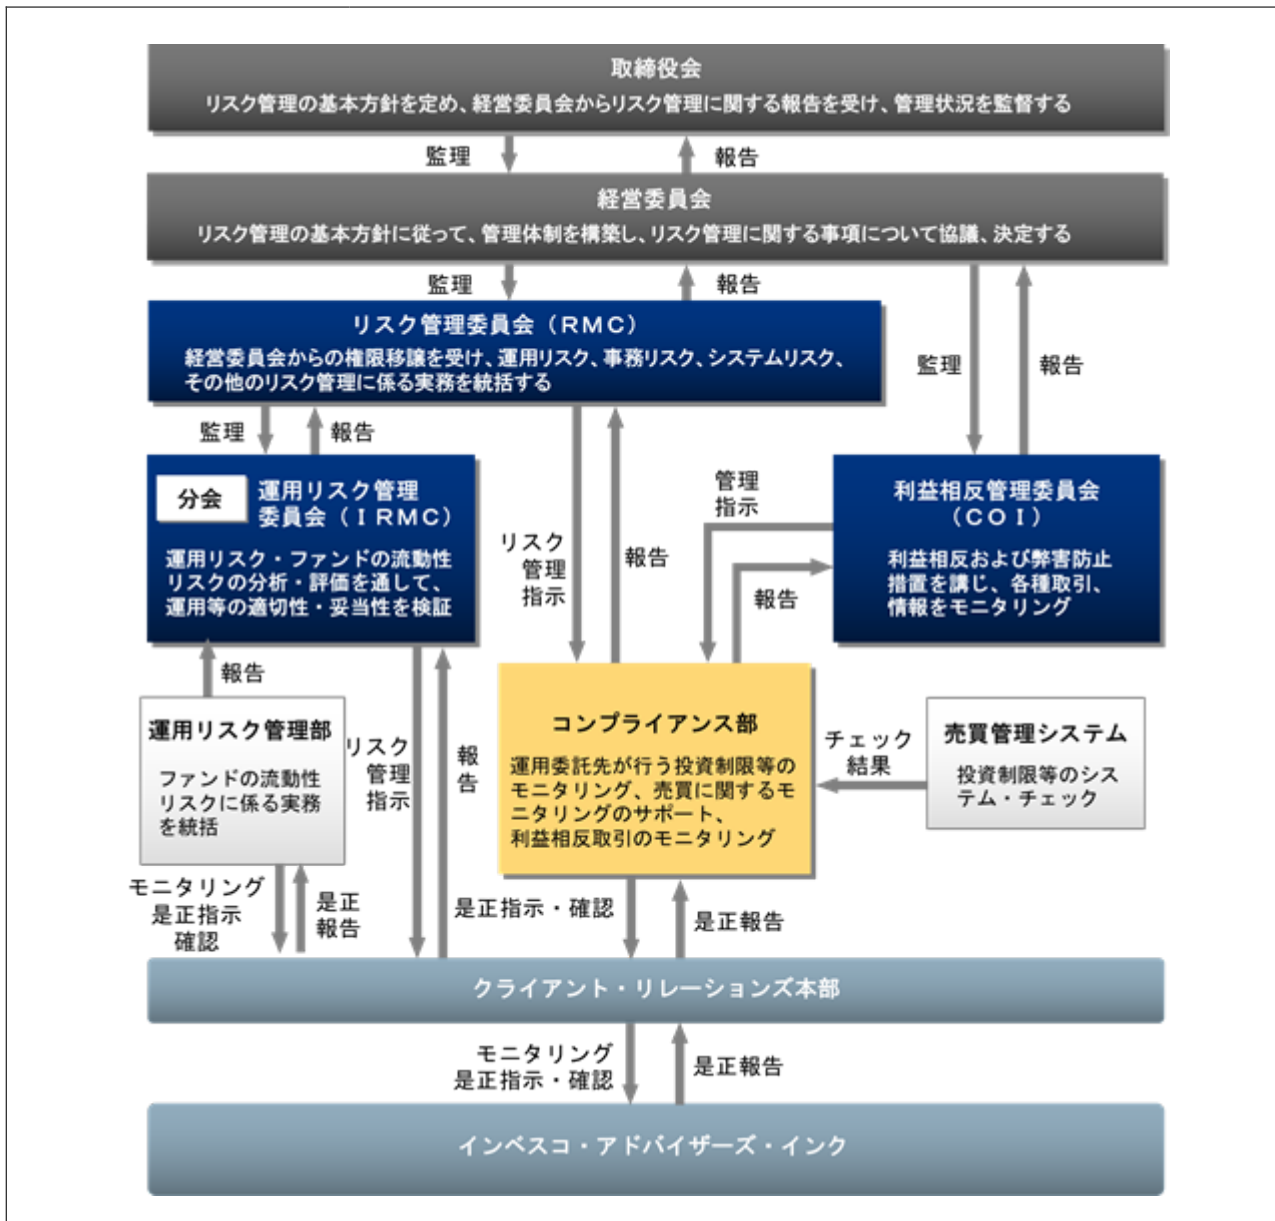 取締役会
リスク管理の基本方針を定め、経営委員会からリスク管理に関する報告を受け、管理状況を監督する
監理
報告
経営委員会
リスク管理の基本方針に従って、管理体制を構築し、リスク管理に関する事項について協議、決定する
監理
報告
監理
報告
リスク管理委員会（ＲＭＣ）
経営委員会からの権限移譲を受け、運用リスク、事務リスク、システムリスク、
その他のリスク管理に係る実務を統括する
監理
報告
分会
運用リスク管理
委員会（ＩＲＭＣ）
運用リスク・ファンドの流動性
リスクの分析・評価を通して、
運用等の適切性・妥当性を検証
リスク
管理
指示
報告
管理
指示
報告
利益相反管理委員会
（ＣＯＩ）
利益相反および弊害防止
措置を講じ、各種取引、
情報をモニタリング
報告
運用リスク管理部
ファンドの流動性
リスクに係る実務
を統括
リスク
管理
指示
報
告
コンプライアンス部
運用委託先が行う投資制限等の
モニタリング、売買に関するモ
ニタリングのサポート、
利益相反取引のモニタリング
チェック
結果
売買管理システム
投資制限等のシス
テム・チェック
モニタリング
是正指示
確認
是正
報告
是正指示・確認
是正報告
クライアント・リレーションズ本部
モニタリング
是正指示・確認
是正報告
インベスコ・アドバイザーズ・インク